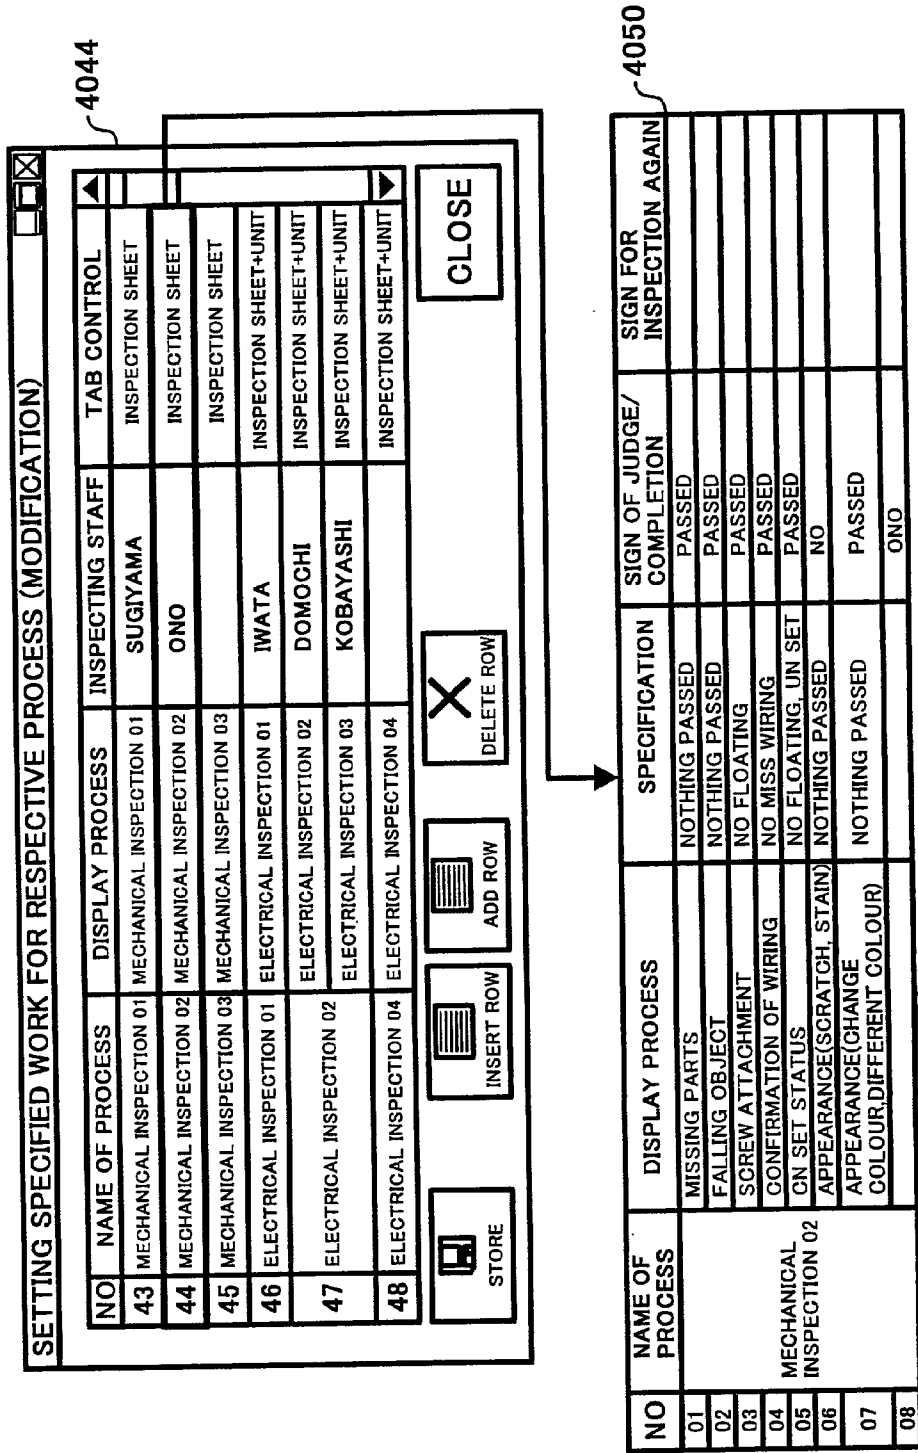 SETTING SPECIFIED WORK FOR RESPECTIVE PROCESS (MODIFICATION)
4044
NO NAME OF PROCESS DISPLAY PROCESS INSPECTING STAFF TAB CONTROL
43 MECHANICAL INSPECTION 01 MECHANICAL INSPECTION 01 SUGIYAMA INSPECTION SHEET
44 MECHANICAL INSPECTION 02 MECHANICAL INSPECTION 02 ONO INSPECTION SHEET
45 MECHANICAL INSPECTION 03 MECHANICAL INSPECTION 03 INSPECTION SHEET
46 ELECTRICAL INSPECTION 01 ELECTRICAL INSPECTION 01 IWATA INSPECTION SHEET+UNIT
47 ELECTRICAL INSPECTION 02 ELECTRICAL INSPECTION 02 DOMOCHI INSPECTION SHEET+UNIT
ELECTRICAL INSPECTION 03 KOBAYASHI INSPECTION SHEET+UNIT
48 ELECTRICAL INSPECTION 04 ELECTRICAL INSPECTION 04 INSPECTION SHEET+UNIT
STORE INSERT ROW ADD ROW DELETE ROW CLOSE
4050
NO NAME OF PROCESS DISPLAY PROCESS SPECIFICATION SIGN OF JUDGE/ COMPLETION SIGN FOR INSPECTION AGAIN
01 MISSING PARTS NOTHING PASSED PASSED
02 FALLING OBJECT NOTHING PASSED PASSED
03 SCREW ATTACHMENT NO FLOATING PASSED
04 MECHANICAL INSPECTION 02 CONFIRMATION OF WIRING NO MISS WIRING PASSED
05 CN SET STATUS NO FLOATING, UN SET PASSED
06 APPEARANCE(SCRATCH, STAIN) NOTHING PASSED NO
07 APPEARANCE(CHANGE NOTHING PASSED PASSED
COLOUR,DIFFERENT COLOUR)
08 ONO